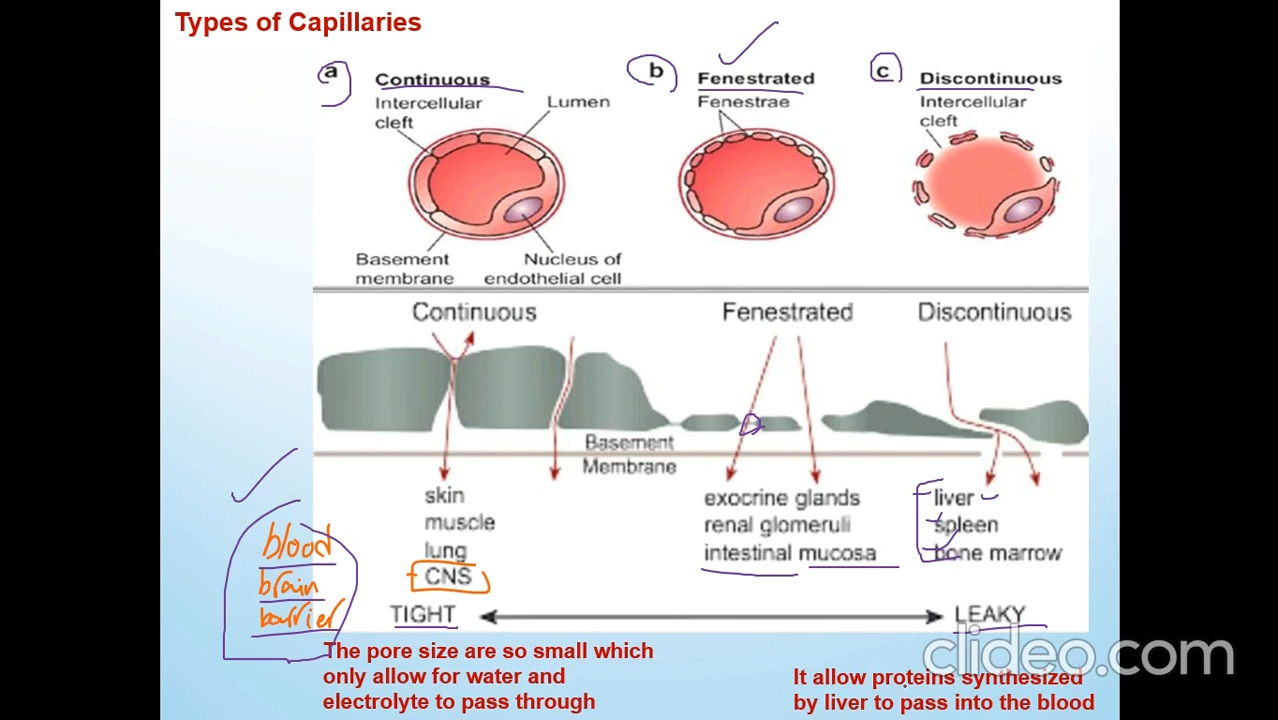 Types of Capillaries
a
Continuous
Intercellular
cleft
Lumen
Basement
membrane
Nucleus of
endothelial cell
b
Fenestrated
Fenestrae
c
Discontinuous
Intercellular
cleft
Continuous
Fenestrated
Discontinuous
Basement
Membrane
skin
muscle
lung
CNS
exocrine glands
renal glomeruli
intestinal mucosa
liver
spleen
bone marrow
blood
brain
barrier
TIGHT
LEAKY
The pore size are so small which
only allow for water and
electrolyte to pass through
It allow proteins synthesized
by liver to pass into the blood
clideo.com